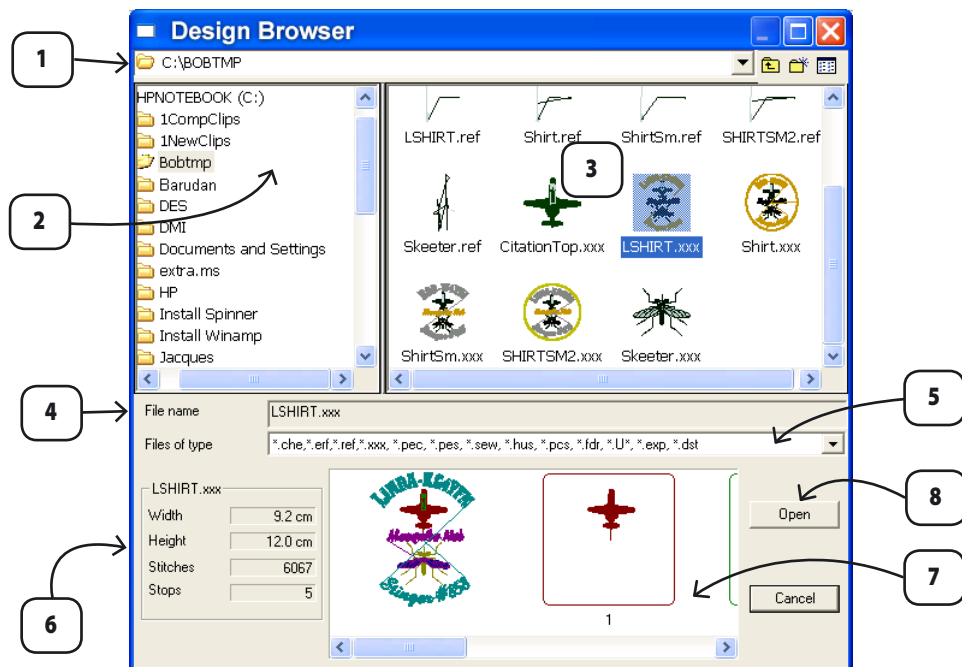 Design Browser
1
C:\BOBTMP
HPNOTEBOOK (C:)
1CompClips
1NewClips
Bobtmp
Barudan
DES
DMI
Documents and Settings
extra.ms
HP
Install Spinner
Install Winamp
Jacques
2
LSHIRT.ref Shirt.ref ShirtSm.ref SHIRTSM2.ref
3
Skeeter.ref CitationTop.xxx LSHIRT.xxx Shirt.xxx
ShirtSm.xxx SHIRTSM2.xxx Skeeter.xxx
4
File name LSHIRT.xxx
5
Files of type *.che,*.erf,*.ref,*.xxx, *.pec, *.pes, *.sew, *.hus, *.pcs, *.fdr, *.U*, *.exp, *.dst
LSHIRT.xxx
Width 9.2 cm
Height 12.0 cm
Stitches 6067
Stops 5
6
Mosquito Net
1
7
Open
8
Cancel